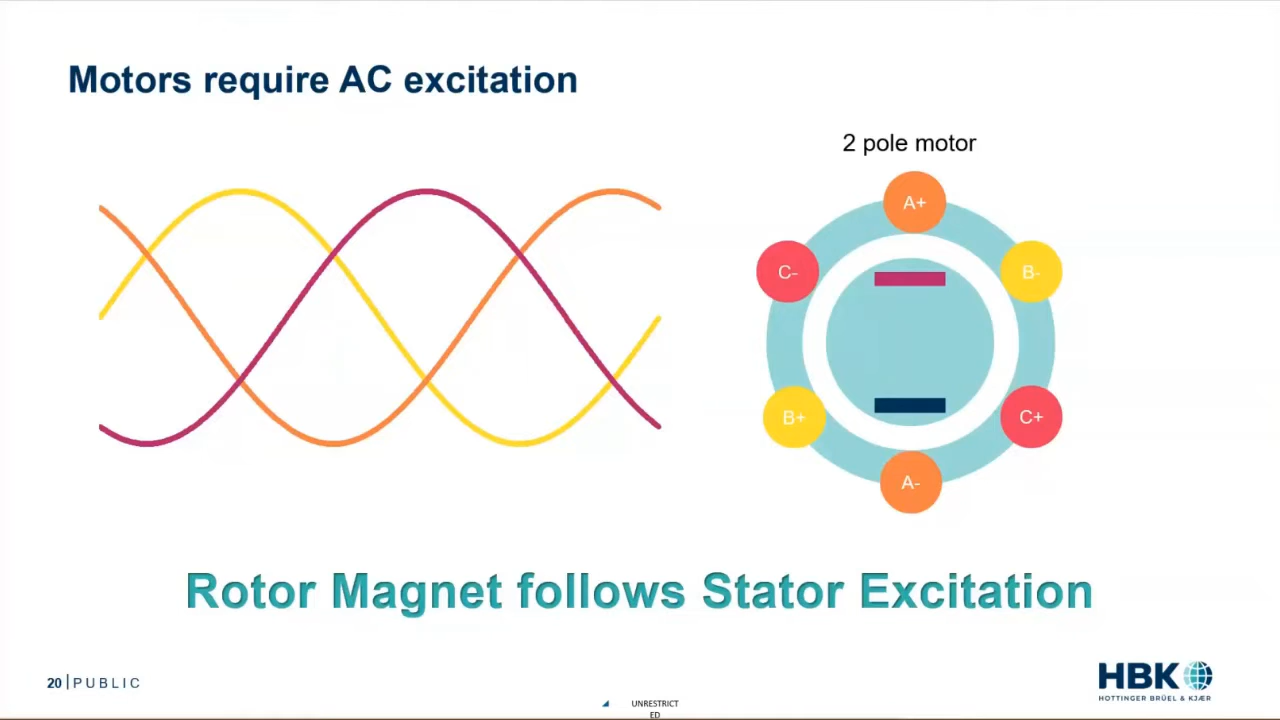 Motors require AC excitation
2 pole motor
A+
C-
B-
B+
C+
A-
Rotor Magnet follows Stator Excitation
20 | PUBLIC
HBK
HOTTINGER BRÜEL & KJÆR
UNRESTRICT
ED